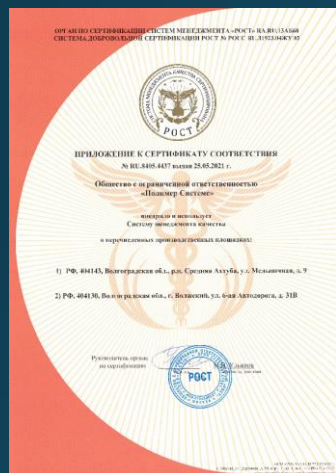 ОРГАН ПО СЕРТИФИКАЦИИ СИСТЕМ МЕНЕДЖМЕНТА «РОСТ»
СИСТЕМА ДОБРОВОЛЬНОЙ СЕРТИФИКАЦИИ РОСТ №
РОСТ
ПРИЛОЖЕНИЕ К СЕРТИФИКАТУ СООТВЕТСТВИЯ
№ RU.8405.4437 выдан 25.05.2021 г.
Общество с ограниченной ответственностью
«Полимер Системс»
внедрило и использует
Систему менеджмента качества
о перечисленных производственных площадках:
1) РФ, 404143, Волгоградская обл., р.п. Средняя Ахтуба, ул. Мельничная, д. 9
2) РФ, 404130, Волгоградская обл., г. Волжский, ул. 6-ая Автодорога, д. 31В
Руководитель органа
по сертификации
РОСТ